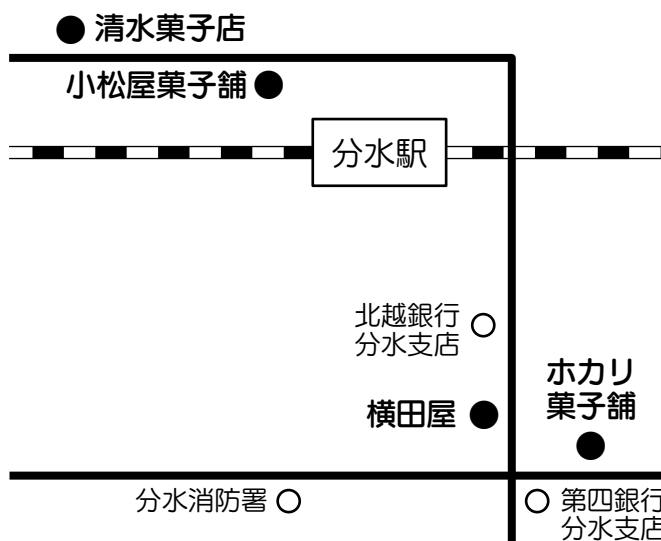 清水菓子店
小松屋菓子舗
分水駅
北越銀行
分水支店
ホカリ
菓子舗
横田屋
分水消防署
第四銀行
分水支店